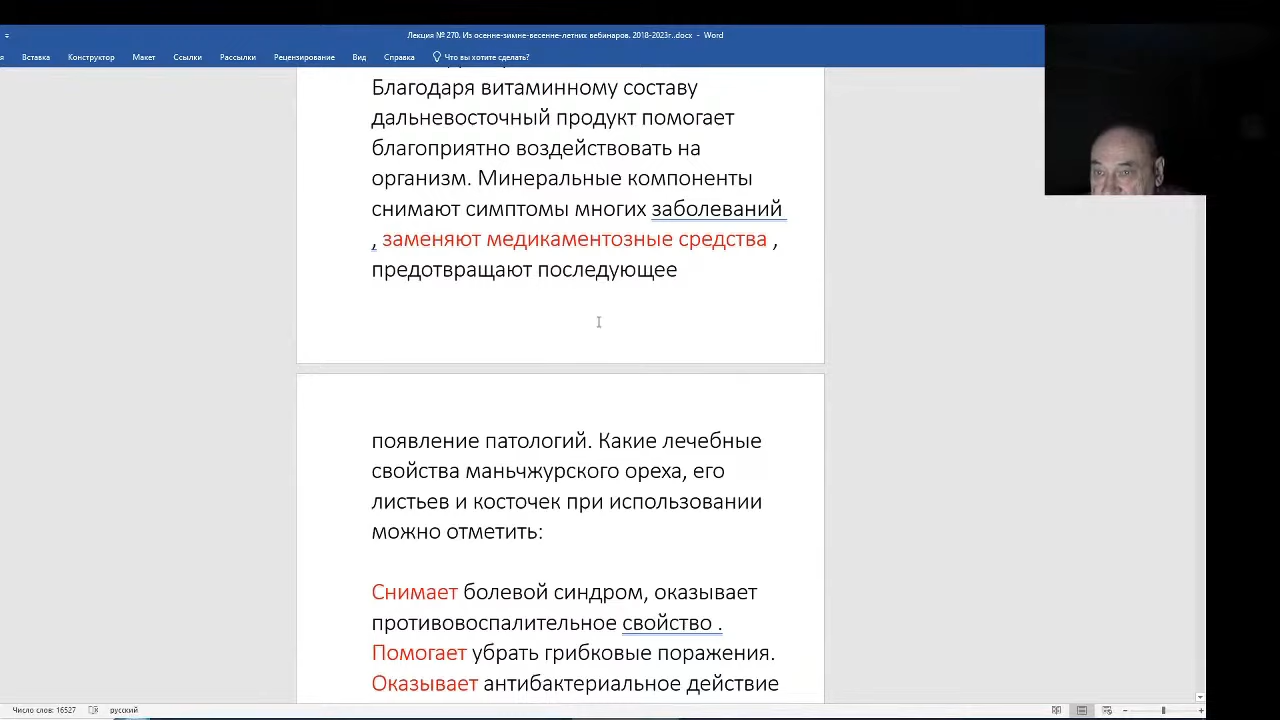 Лекция № 270. Из осенне-зимне-весенне-летних вебинаров. 2018-2023г..docx - Word
Вставка Конструктор Макет Ссылки Рассылки Рецензирование Вид Справка Что вы хотите сделать?
Благодаря витаминному составу
дальневосточный продукт помогает
благоприятно воздействовать на
организм. Минеральные компоненты
снимают симптомы многих заболеваний
, заменяют медикаментозные средства ,
предотвращают последующее
появление патологий. Какие лечебные
свойства маньчжурского ореха, его
листьев и косточек при использовании
можно отметить:
Снимает болевой синдром, оказывает
противовоспалительное свойство .
Помогает убрать грибковые поражения.
Оказывает антибактериальное действие
Число слов: 16527 русский